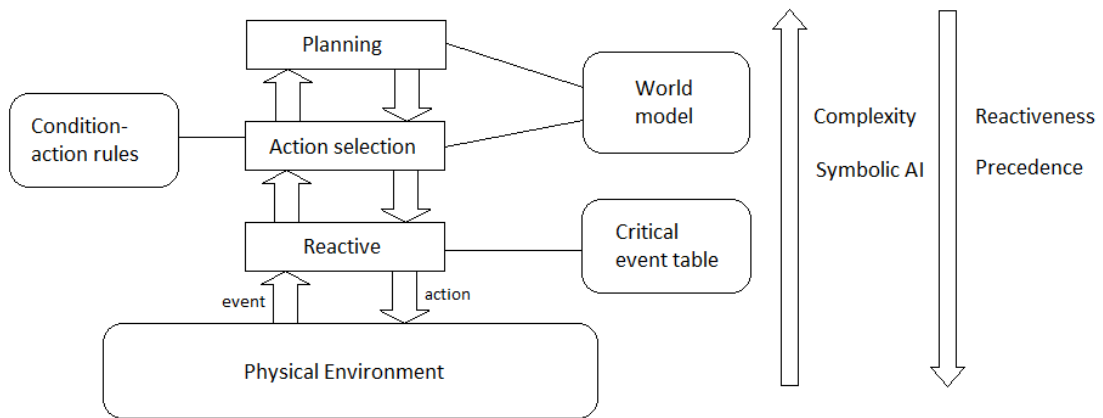 Planning
World
model
Condition-
action rules
Action selection
Complexity
Reactiveness
Symbolic AI
Precedence
Reactive
Critical
event table
event
action
Physical Environment